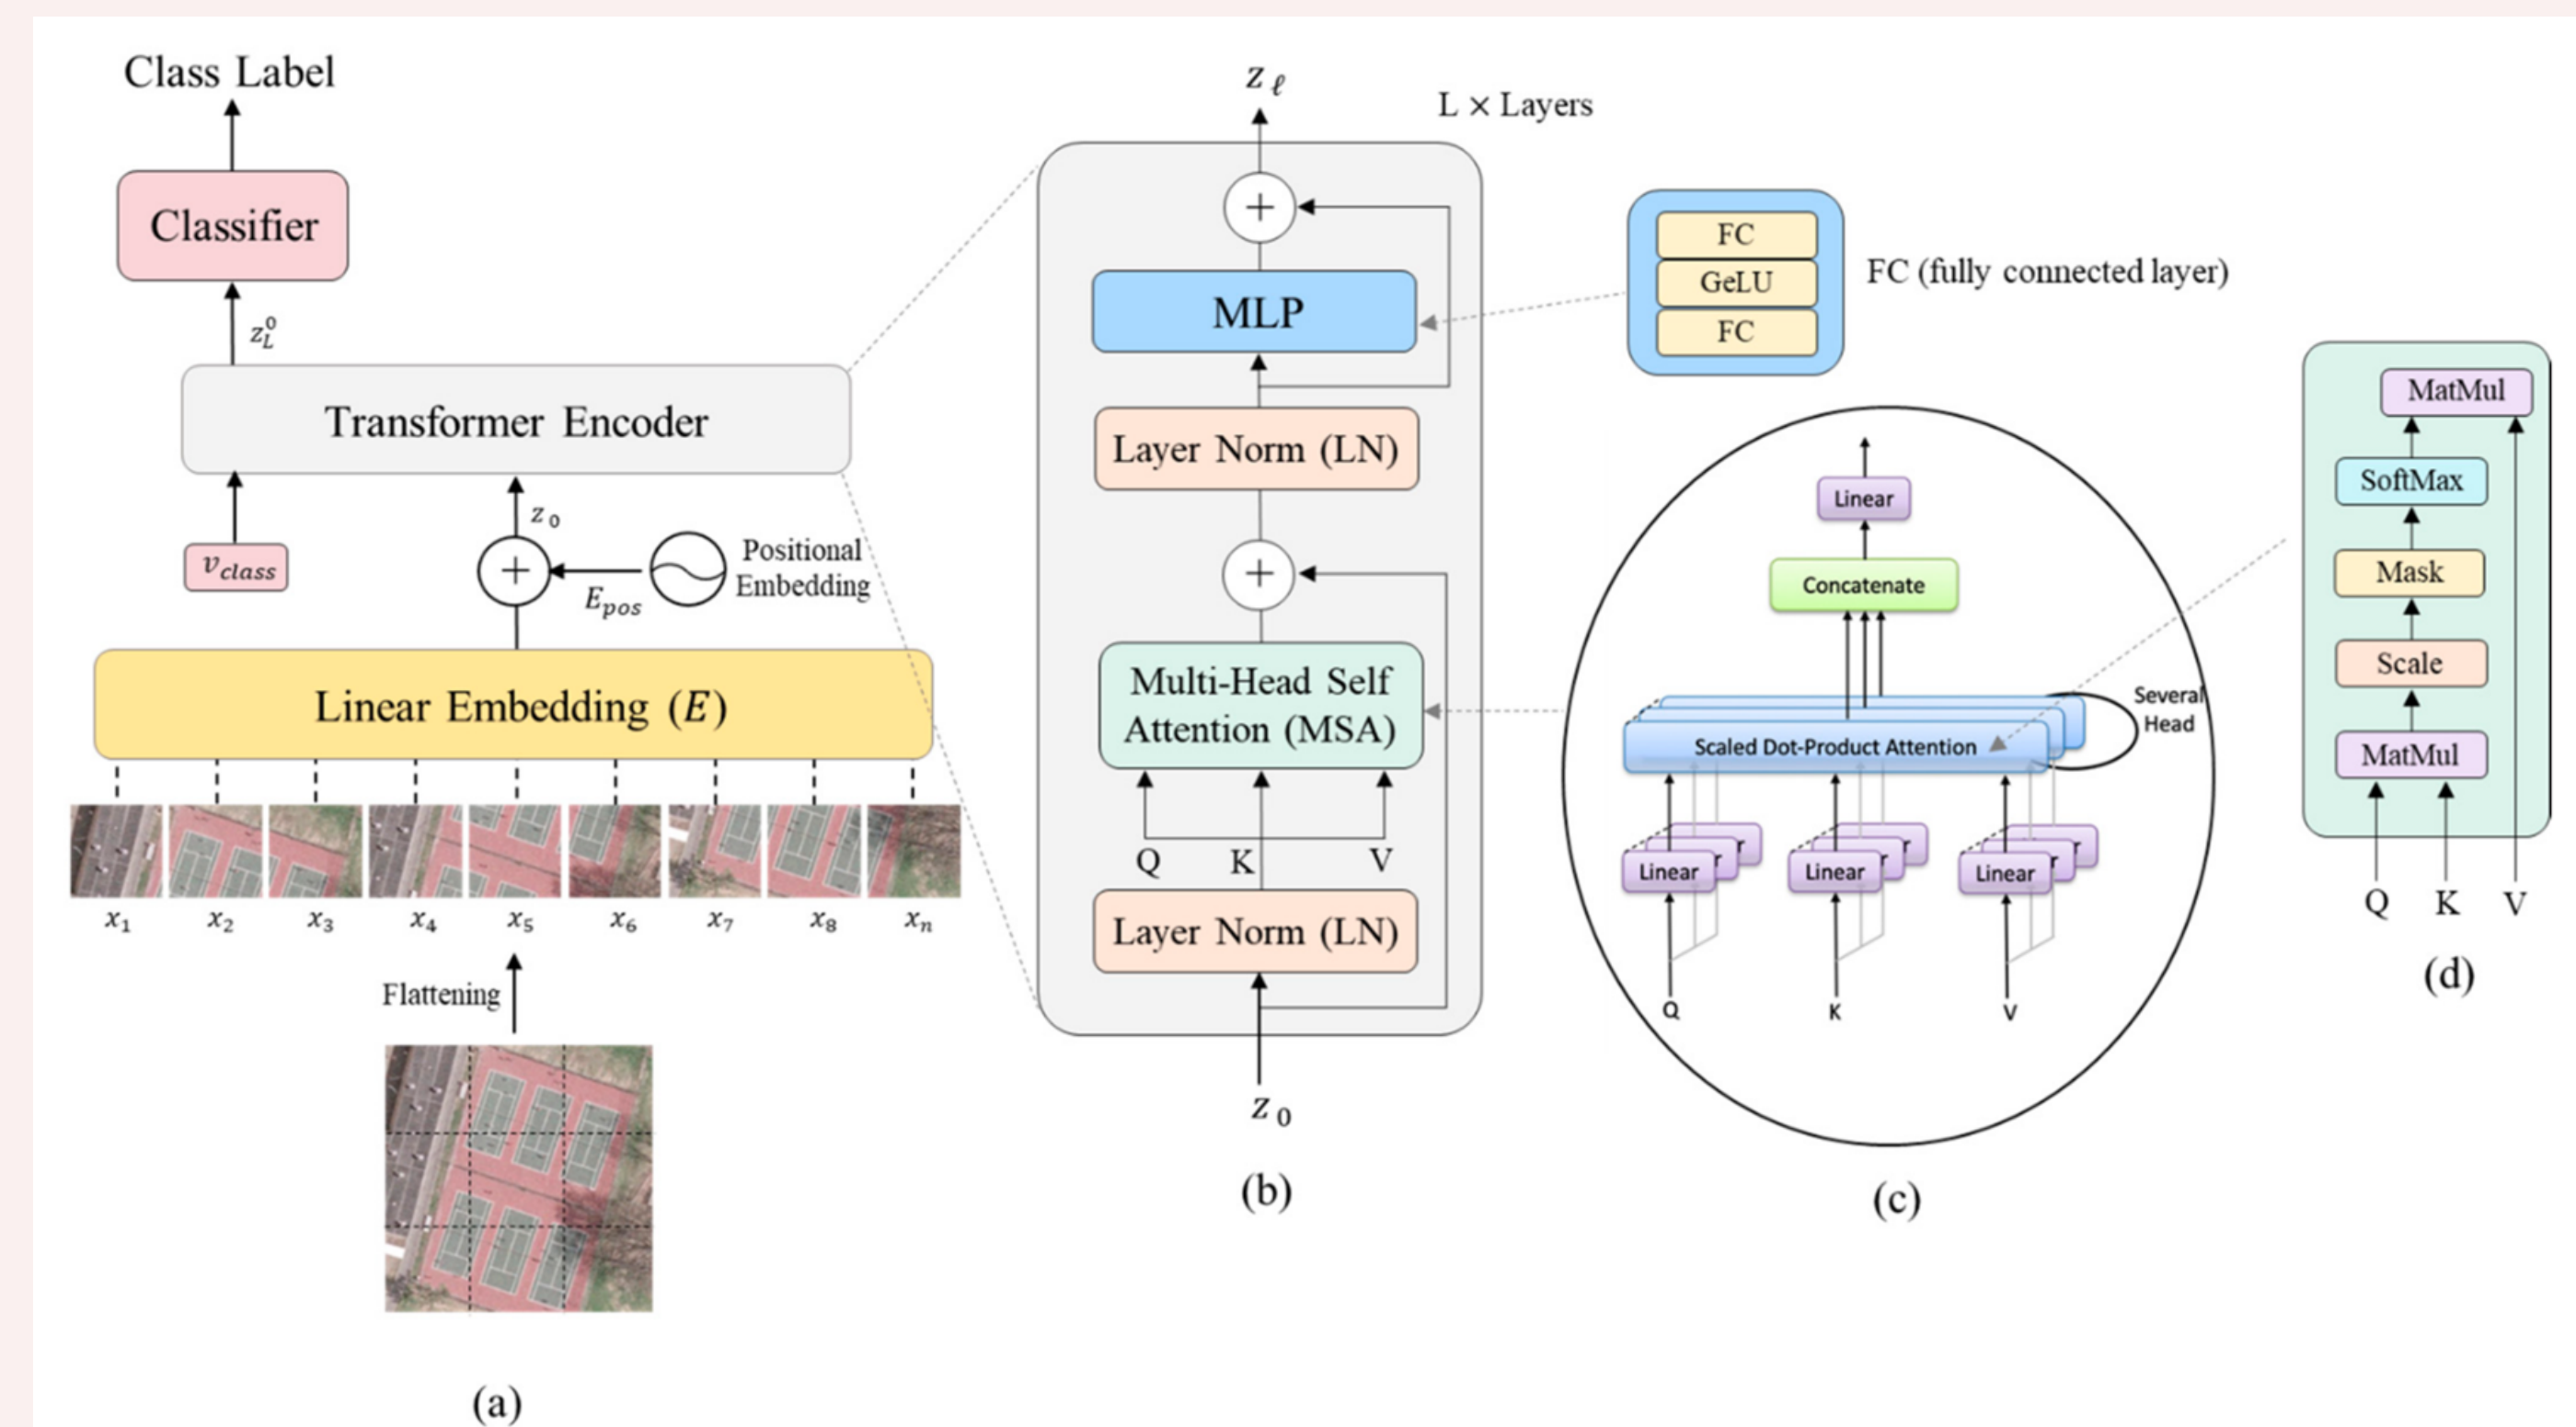 Class Label
Classifier
z_L^0
Transformer Encoder
v_class
z_0
+
E_pos
Positional
Embedding
Linear Embedding (E)
x_1 x_2 x_3 x_4 x_5 x_6 x_7 x_8 x_n
Flattening
(a)
z_ℓ
L × Layers
+
MLP
Layer Norm (LN)
+
Multi-Head Self
Attention (MSA)
Q K V
Layer Norm (LN)
z_0
(b)
FC
GeLU
FC
FC (fully connected layer)
Linear
Concatenate
Several
Head
Scaled Dot-Product Attention
Linear r r Linear r r Linear r r
Q K V
(c)
MatMul
SoftMax
Mask
Scale
MatMul
Q K V
(d)